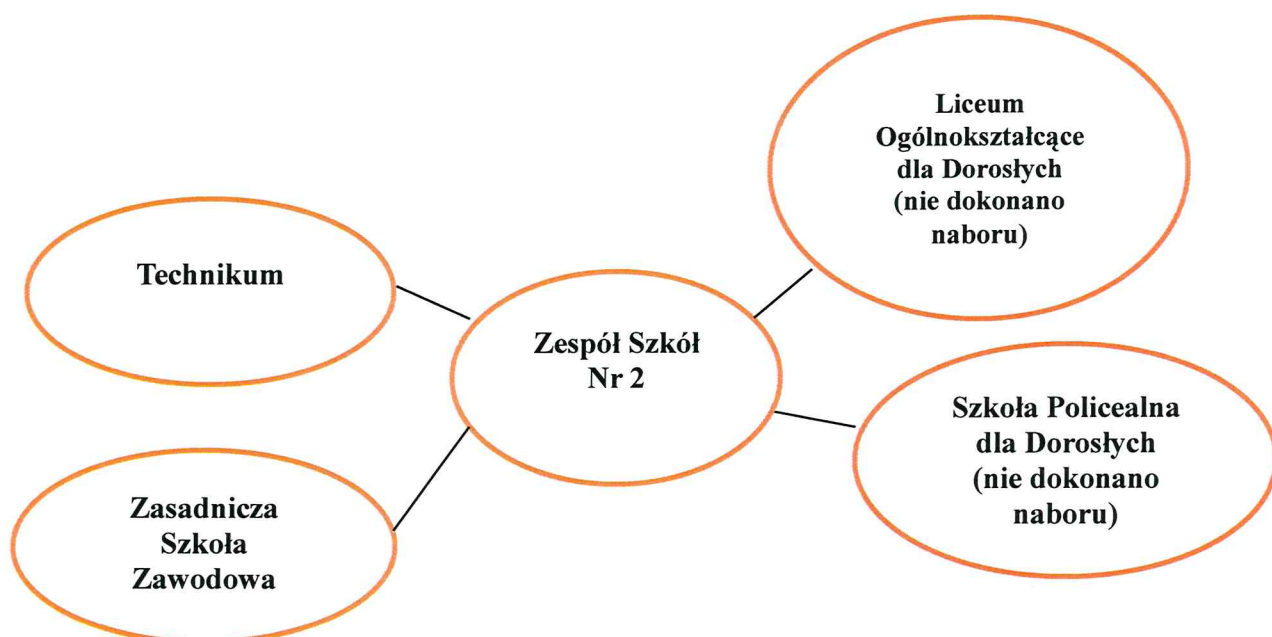 Liceum
Ogólnokształcące
dla Dorosłych
(nie dokonano
naboru)
Technikum
Zespół Szkół
Nr 2
Szkoła Policealna
dla Dorosłych
(nie dokonano
naboru)
Zasadnicza
Szkoła
Zawodowa